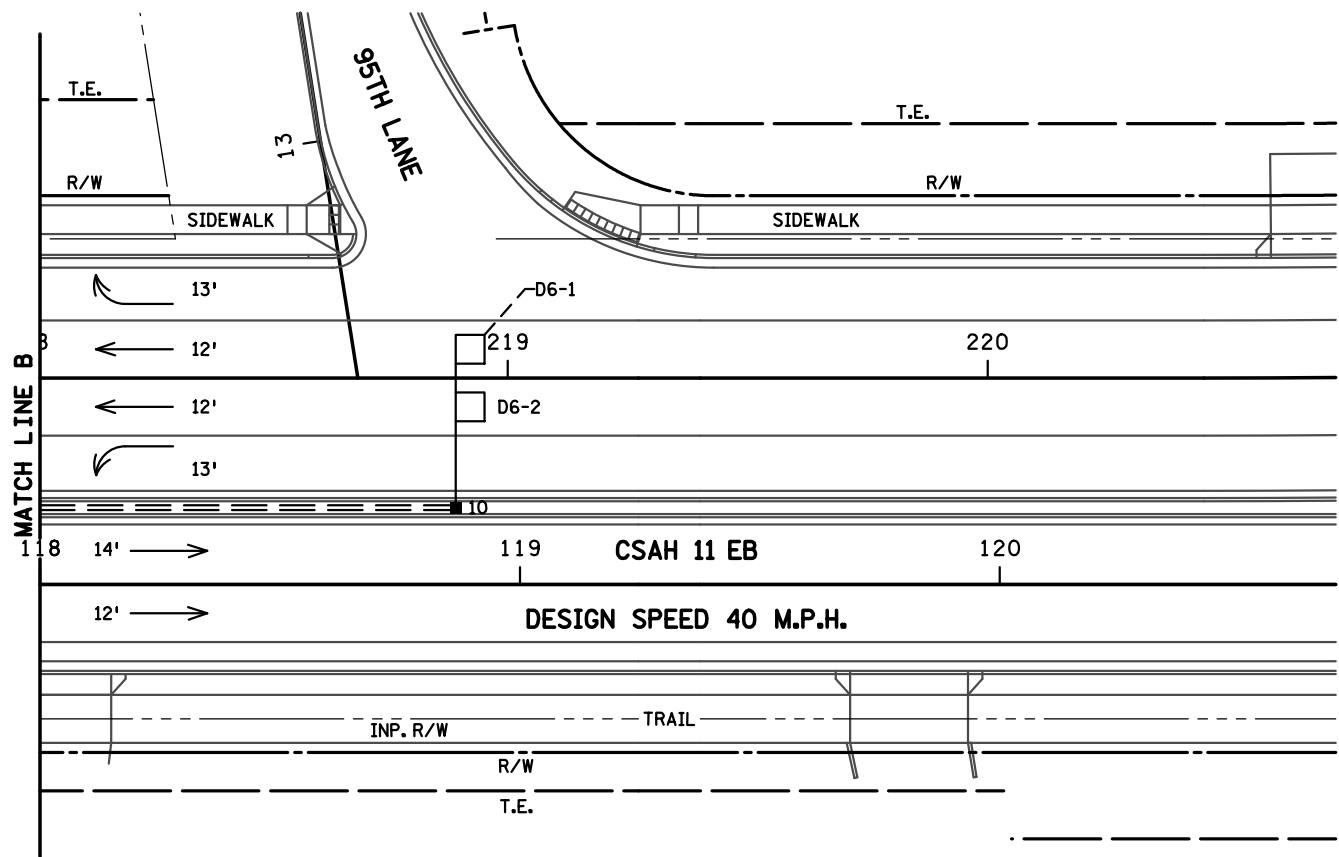 T.E.
95TH LANE
13
T.E.
R/W
R/W
SIDEWALK
SIDEWALK
13'
D6-1
12'
219
220
MATCH LINE B
12'
D6-2
13'
10
118
14'
119
CSAH 11 EB
120
12'
DESIGN SPEED 40 M.P.H.
TRAIL
INP. R/W
R/W
T.E.